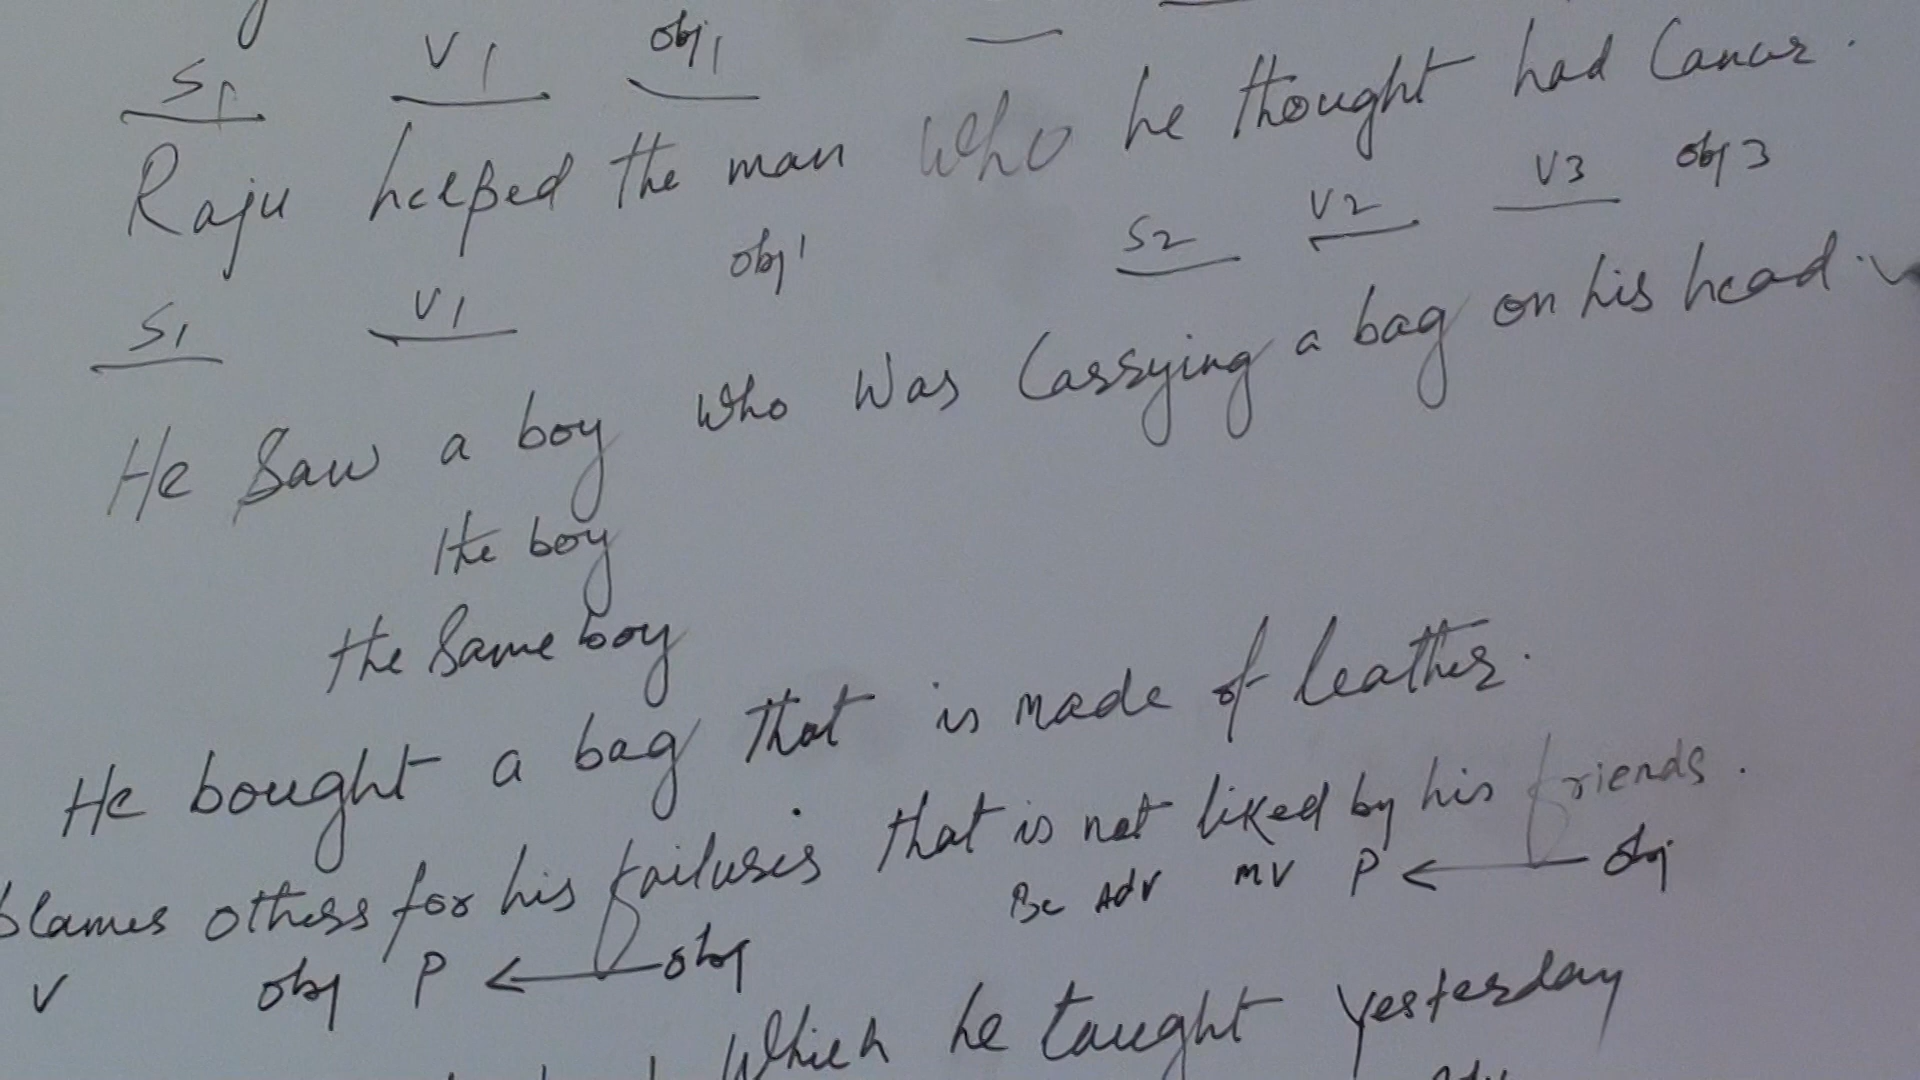 S1 V1 obj1
Raju helped the man who he thought had Cancer.
S1 V1 obj1 S2 V2 V3 obj3
He saw a boy who was Carrying a bag on his head.
the boy
the same boy
He bought a bag that is made of leather.
blames others for his failures that is not liked by his friends.
V obj P ← obj Be Adv mv P ← obj
which he taught yesterday